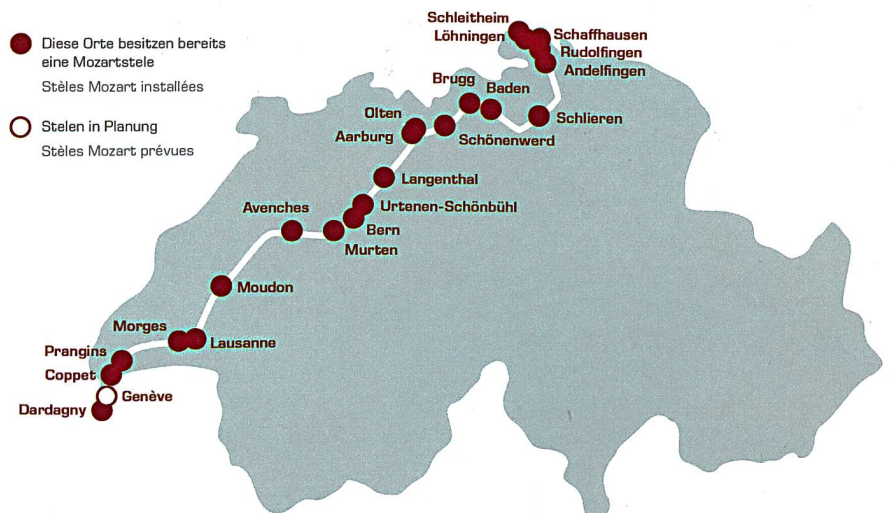 Diese Orte besitzen bereits
eine Mozartstele
Stèles Mozart installées
Stelen in Planung
Stèles Mozart prévues
Schleitheim
Löhningen
Schaffhausen
Rudolfingen
Andelfingen
Brugg
Baden
Olten
Aarburg
Schlieren
Schönenwerd
Langenthal
Avenches
Urtenen-Schönbühl
Bern
Murten
Moudon
Morges
Lausanne
Prangins
Coppet
Genève
Dardagny